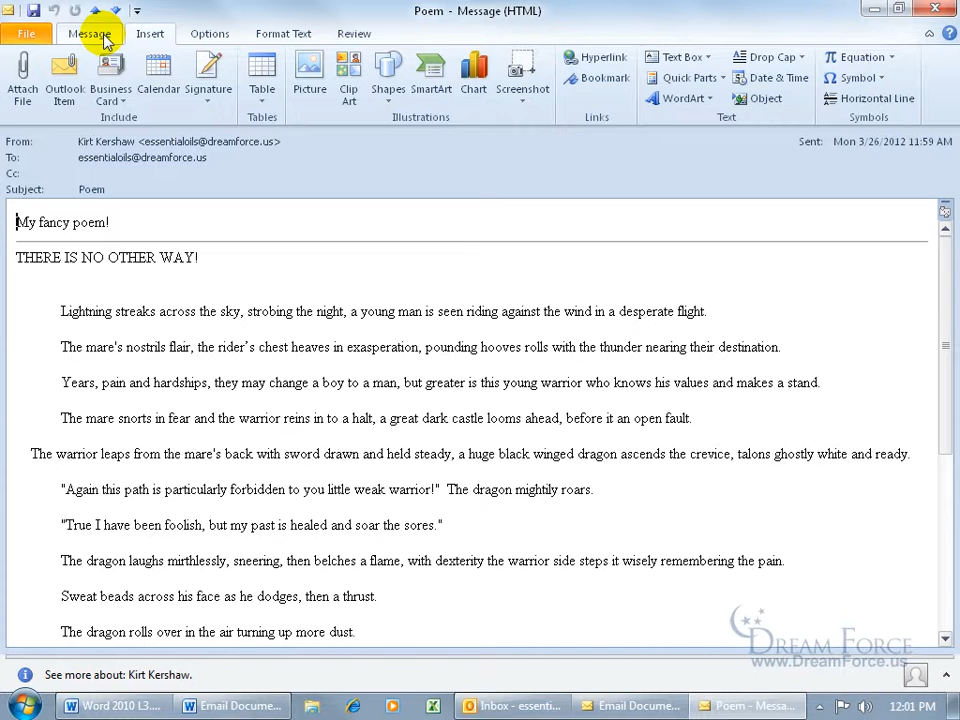 Poem - Message (HTML)
File Message Insert Options Format Text Review
Attach File Outlook Item Business Card Calendar Signature Table Picture Clip Art Shapes SmartArt Chart Screenshot Hyperlink Text Box Drop Cap Equation
Bookmark Quick Parts Date & Time Symbol
WordArt Object Horizontal Line
Include Tables Illustrations Links Text Symbols
From: Kirt Kershaw <essentialoils@dreamforce.us> Sent: Mon 3/26/2012 11:59 AM
To: essentialoils@dreamforce.us
Cc:
Subject: Poem
My fancy poem!
THERE IS NO OTHER WAY!
Lightning streaks across the sky, strobing the night, a young man is seen riding against the wind in a desperate flight.
The mare's nostrils flair, the rider's chest heaves in exasperation, pounding hooves rolls with the thunder nearing their destination.
Years, pain and hardships, they may change a boy to a man, but greater is this young warrior who knows his values and makes a stand.
The mare snorts in fear and the warrior reins in to a halt, a great dark castle looms ahead, before it an open fault.
The warrior leaps from the mare's back with sword drawn and held steady, a huge black winged dragon ascends the crevice, talons ghostly white and ready.
"Again this path is particularly forbidden to you little weak warrior!" The dragon mightily roars.
"True I have been foolish, but my past is healed and soar the sores."
The dragon laughs mirthlessly, sneering, then belches a flame, with dexterity the warrior side steps it wisely remembering the pain.
Sweat beads across his face as he dodges, then a thrust.
The dragon rolls over in the air turning up more dust.
DREAM FORCE
www.DreamForce.us
See more about: Kirt Kershaw.
Word 2010 L3.... Email Docume... Inbox - essenti... Email Docume... Poem - Messa... 12:01 PM